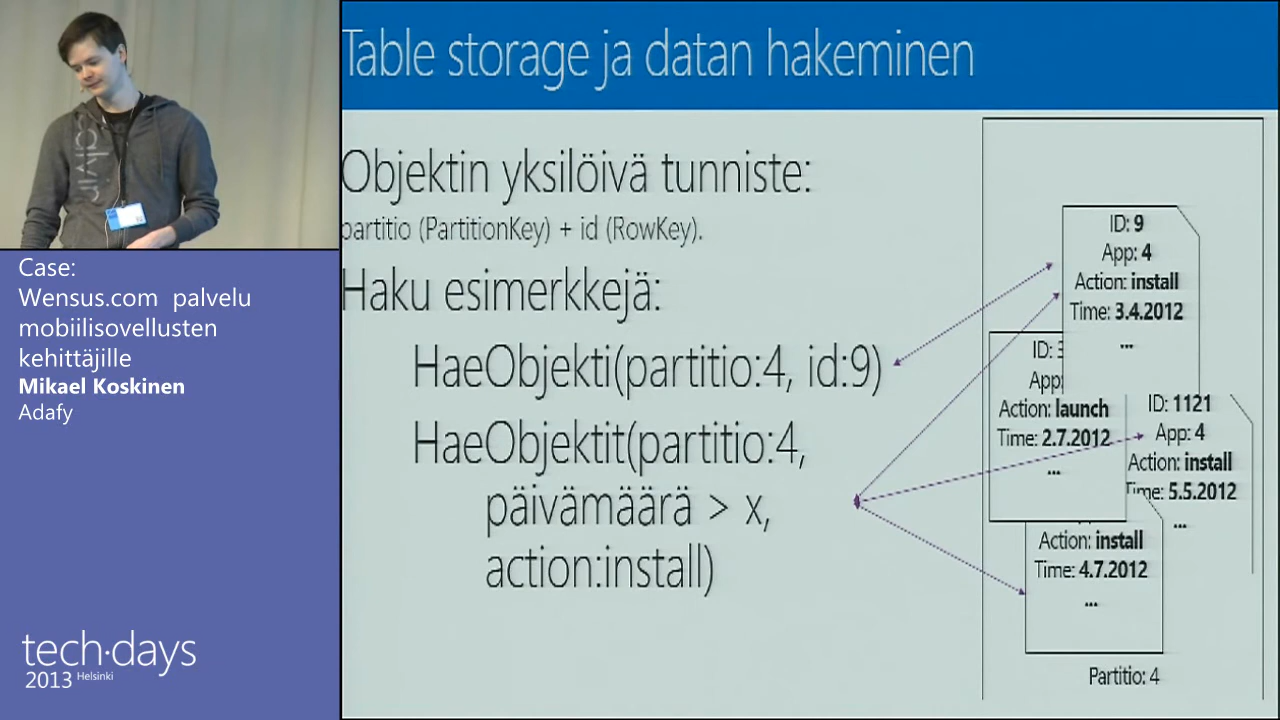 Table storage ja datan hakeminen
Objektin yksilöivä tunniste:
partitio (PartitionKey) + id (RowKey).
Haku esimerkkejä:
HaeObjekti(partitio:4, id:9)
HaeObjektit(partitio:4,
päivämäärä > x,
action:install)
ID: 9
App: 4
Action: install
Time: 3.4.2012
...
ID:
App:
Action: launch
Time: 2.7.2012
...
ID: 1121
App: 4
Action: install
Time: 5.5.2012
...
Action: install
Time: 4.7.2012
...
Partitio: 4
Case:
Wensus.com palvelu
mobiilisovellusten
kehittäjille
Mikael Koskinen
Adafy
tech·days
2013 Helsinki